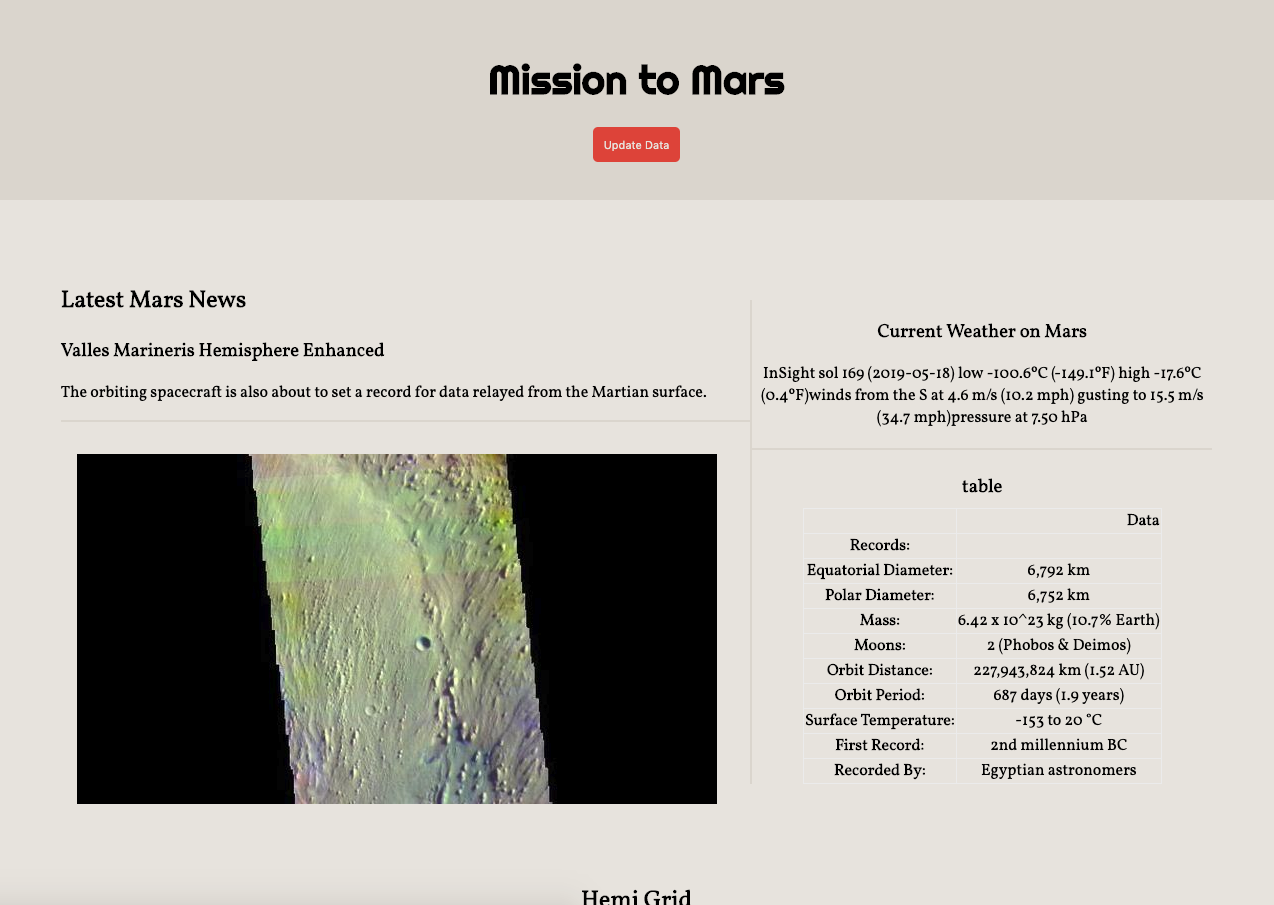 Mission to Mars
Update Data
Latest Mars News
Valles Marineris Hemisphere Enhanced
The orbiting spacecraft is also about to set a record for data relayed from the Martian surface.
Current Weather on Mars
InSight sol 169 (2019-05-18) low -100.6ºC (-149.1ºF) high -17.6ºC
(0.4ºF)winds from the S at 4.6 m/s (10.2 mph) gusting to 15.5 m/s
(34.7 mph)pressure at 7.50 hPa
table
Data
Records:
Equatorial Diameter: 6,792 km
Polar Diameter: 6,752 km
Mass: 6.42 x 10^23 kg (10.7% Earth)
Moons: 2 (Phobos & Deimos)
Orbit Distance: 227,943,824 km (1.52 AU)
Orbit Period: 687 days (1.9 years)
Surface Temperature: -153 to 20 °C
First Record: 2nd millennium BC
Recorded By: Egyptian astronomers
Hemi Grid